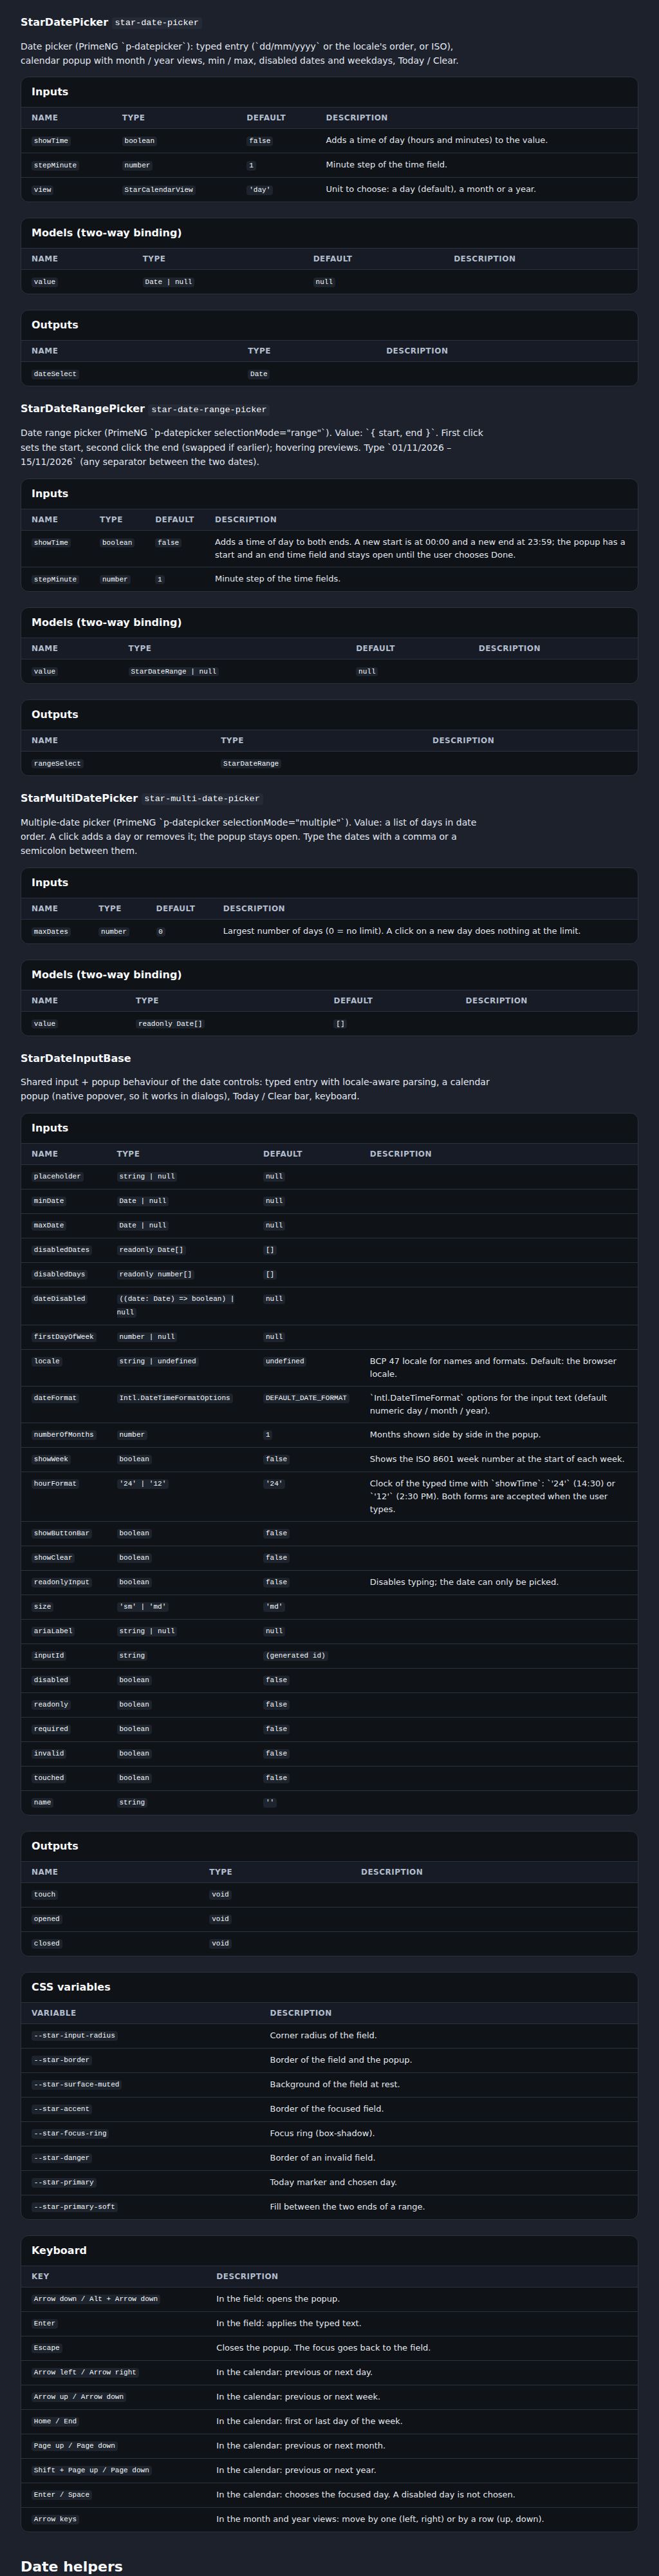 StarDatePicker star-date-picker
Date picker (PrimeNG `p-datepicker`): typed entry (`dd/mm/yyyy` or the locale's order, or ISO),
calendar popup with month / year views, min / max, disabled dates and weekdays, Today / Clear.
Inputs
NAME TYPE DEFAULT DESCRIPTION
showTime boolean false Adds a time of day (hours and minutes) to the value.
stepMinute number 1 Minute step of the time field.
view StarCalendarView 'day' Unit to choose: a day (default), a month or a year.
Models (two-way binding)
NAME TYPE DEFAULT DESCRIPTION
value Date | null null
Outputs
NAME TYPE DESCRIPTION
dateSelect Date
StarDateRangePicker star-date-range-picker
Date range picker (PrimeNG `p-datepicker selectionMode="range"`). Value: `{ start, end }`. First click
sets the start, second click the end (swapped if earlier); hovering previews. Type `01/11/2026 –
15/11/2026` (any separator between the two dates).
Inputs
NAME TYPE DEFAULT DESCRIPTION
showTime boolean false Adds a time of day to both ends. A new start is at 00:00 and a new end at 23:59; the popup has a
start and an end time field and stays open until the user chooses Done.
stepMinute number 1 Minute step of the time fields.
Models (two-way binding)
NAME TYPE DEFAULT DESCRIPTION
value StarDateRange | null null
Outputs
NAME TYPE DESCRIPTION
rangeSelect StarDateRange
StarMultiDatePicker star-multi-date-picker
Multiple-date picker (PrimeNG `p-datepicker selectionMode="multiple"`). Value: a list of days in date
order. A click adds a day or removes it; the popup stays open. Type the dates with a comma or a
semicolon between them.
Inputs
NAME TYPE DEFAULT DESCRIPTION
maxDates number 0 Largest number of days (0 = no limit). A click on a new day does nothing at the limit.
Models (two-way binding)
NAME TYPE DEFAULT DESCRIPTION
value readonly Date[] []
StarDateInputBase
Shared input + popup behaviour of the date controls: typed entry with locale-aware parsing, a calendar
popup (native popover, so it works in dialogs), Today / Clear bar, keyboard.
Inputs
NAME TYPE DEFAULT DESCRIPTION
placeholder string | null null
minDate Date | null null
maxDate Date | null null
disabledDates readonly Date[] []
disabledDays readonly number[] []
dateDisabled ((date: Date) => boolean) | null
null
firstDayOfWeek number | null null
locale string | undefined undefined BCP 47 locale for names and formats. Default: the browser
locale.
dateFormat Intl.DateTimeFormatOptions DEFAULT_DATE_FORMAT `Intl.DateTimeFormat` options for the input text (default
numeric day / month / year).
numberOfMonths number 1 Months shown side by side in the popup.
showWeek boolean false Shows the ISO 8601 week number at the start of each week.
hourFormat '24' | '12' '24' Clock of the typed time with `showTime`: `'24'` (14:30) or
`'12'` (2:30 PM). Both forms are accepted when the user
types.
showButtonBar boolean false
showClear boolean false
readonlyInput boolean false Disables typing; the date can only be picked.
size 'sm' | 'md' 'md'
ariaLabel string | null null
inputId string (generated id)
disabled boolean false
readonly boolean false
required boolean false
invalid boolean false
touched boolean false
name string ''
Outputs
NAME TYPE DESCRIPTION
touch void
opened void
closed void
CSS variables
VARIABLE DESCRIPTION
--star-input-radius Corner radius of the field.
--star-border Border of the field and the popup.
--star-surface-muted Background of the field at rest.
--star-accent Border of the focused field.
--star-focus-ring Focus ring (box-shadow).
--star-danger Border of an invalid field.
--star-primary Today marker and chosen day.
--star-primary-soft Fill between the two ends of a range.
Keyboard
KEY DESCRIPTION
Arrow down / Alt + Arrow down In the field: opens the popup.
Enter In the field: applies the typed text.
Escape Closes the popup. The focus goes back to the field.
Arrow left / Arrow right In the calendar: previous or next day.
Arrow up / Arrow down In the calendar: previous or next week.
Home / End In the calendar: first or last day of the week.
Page up / Page down In the calendar: previous or next month.
Shift + Page up / Page down In the calendar: previous or next year.
Enter / Space In the calendar: chooses the focused day. A disabled day is not chosen.
Arrow keys In the month and year views: move by one (left, right) or by a row (up, down).
Date helpers